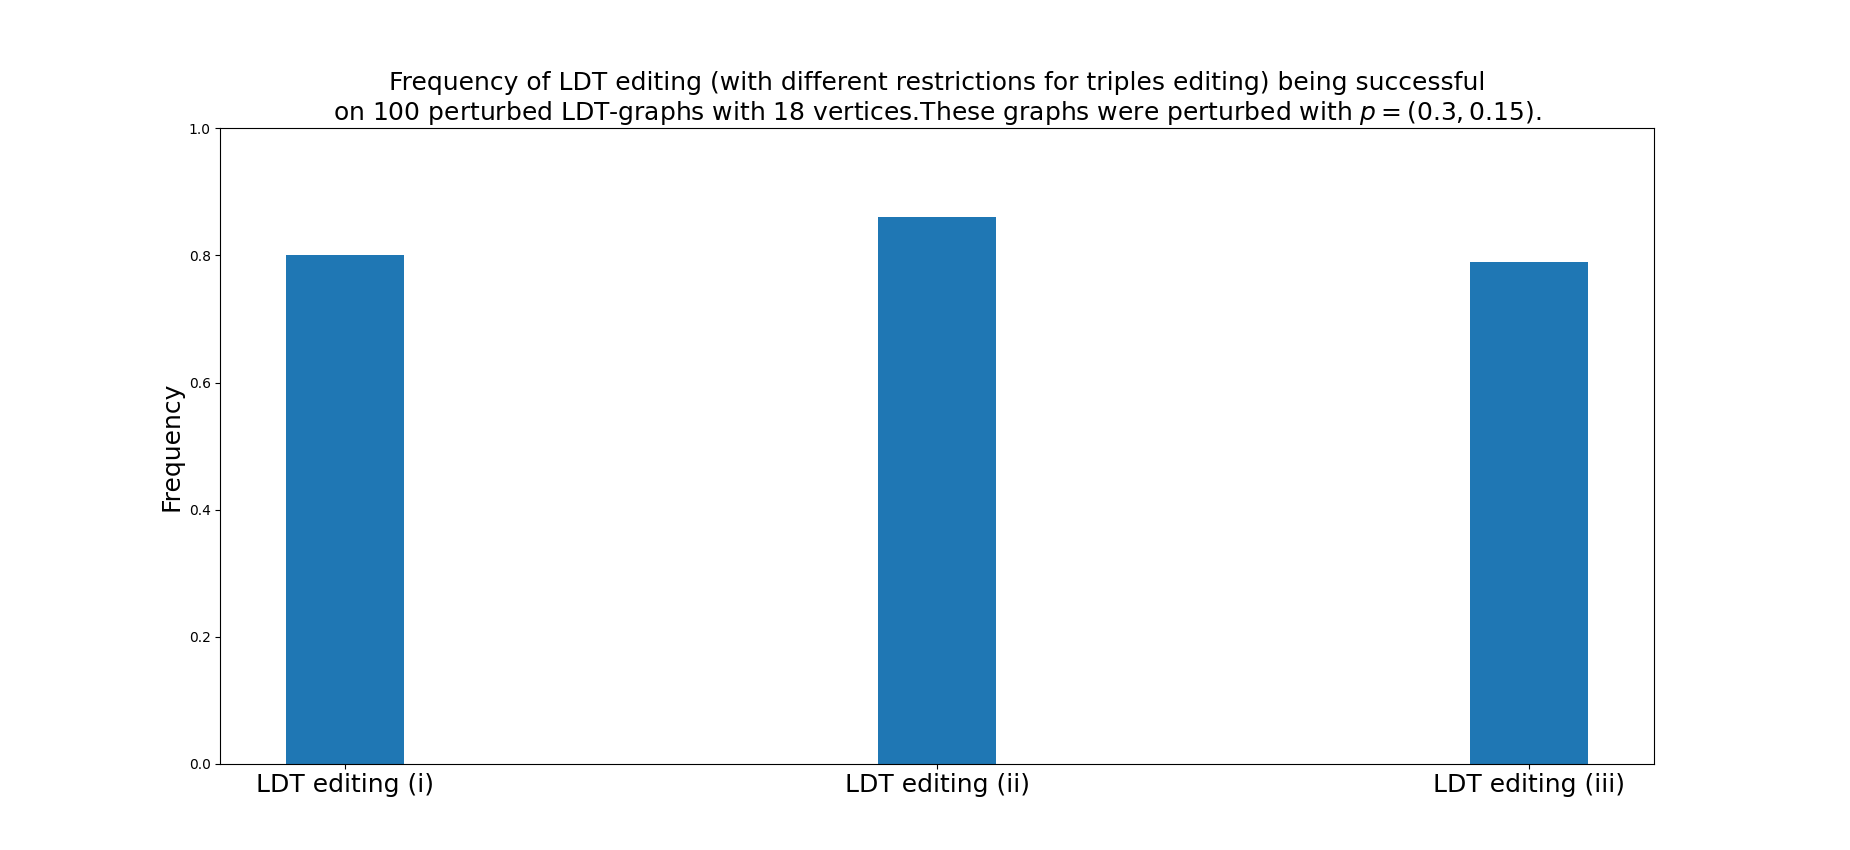 Frequency of LDT editing (with different restrictions for triples editing) being successful
on 100 perturbed LDT-graphs with 18 vertices.These graphs were perturbed with p = (0.3, 0.15).
1.0
0.8
0.6
0.4
0.2
0.0
Frequency
LDT editing (i)
LDT editing (ii)
LDT editing (iii)